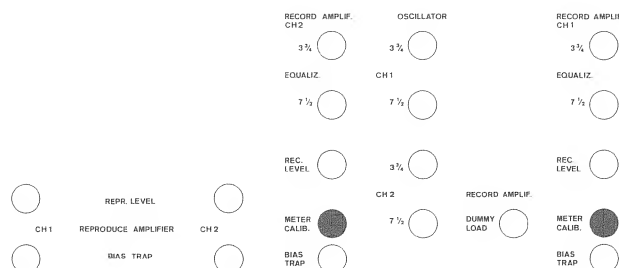 RECORD AMPLIF. OSCILLATOR RECORD AMPLI
CH 2 CH 1
3 ¾ 3 ¾ 3 ¾
EQUALIZ. CH 1 EQUALIZ.
7 ½ 7 ½ 7 ½
REC. LEVEL 3 ¾ REC. LEVEL
REPR. LEVEL
CH 2 RECORD AMPLIF.
METER CALIB. 7 ½ DUMMY LOAD METER CALIB.
CH 1 REPRODUCE AMPLIFIER CH 2
BIAS TRAP BIAS TRAP BIAS TRAP